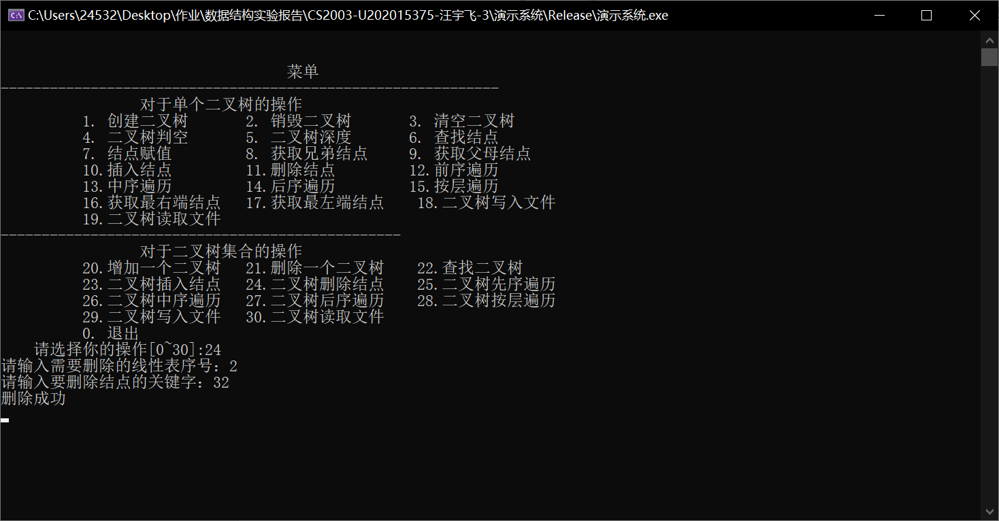 C:\Users\24532\Desktop\作业\数据结构实验报告\CS2003-U202015375-汪宇飞-3\演示系统\Release\演示系统.exe
菜单
-------------------------------------------------------------
对于单个二叉树的操作
1. 创建二叉树 2. 销毁二叉树 3. 清空二叉树
4. 二叉树判空 5. 二叉树深度 6. 查找结点
7. 结点赋值 8. 获取兄弟结点 9. 获取父母结点
10.插入结点 11.删除结点 12.前序遍历
13.中序遍历 14.后序遍历 15.按层遍历
16.获取最右端结点 17.获取最左端结点 18.二叉树写入文件
19.二叉树读取文件
-------------------------------------------------
对于二叉树集合的操作
20.增加一个二叉树 21.删除一个二叉树 22.查找二叉树
23.二叉树插入结点 24.二叉树删除结点 25.二叉树先序遍历
26.二叉树中序遍历 27.二叉树后序遍历 28.二叉树按层遍历
29.二叉树写入文件 30.二叉树读取文件
0. 退出
请选择你的操作[0~30]:24
请输入需要删除的线性表序号：2
请输入要删除结点的关键字：32
删除成功